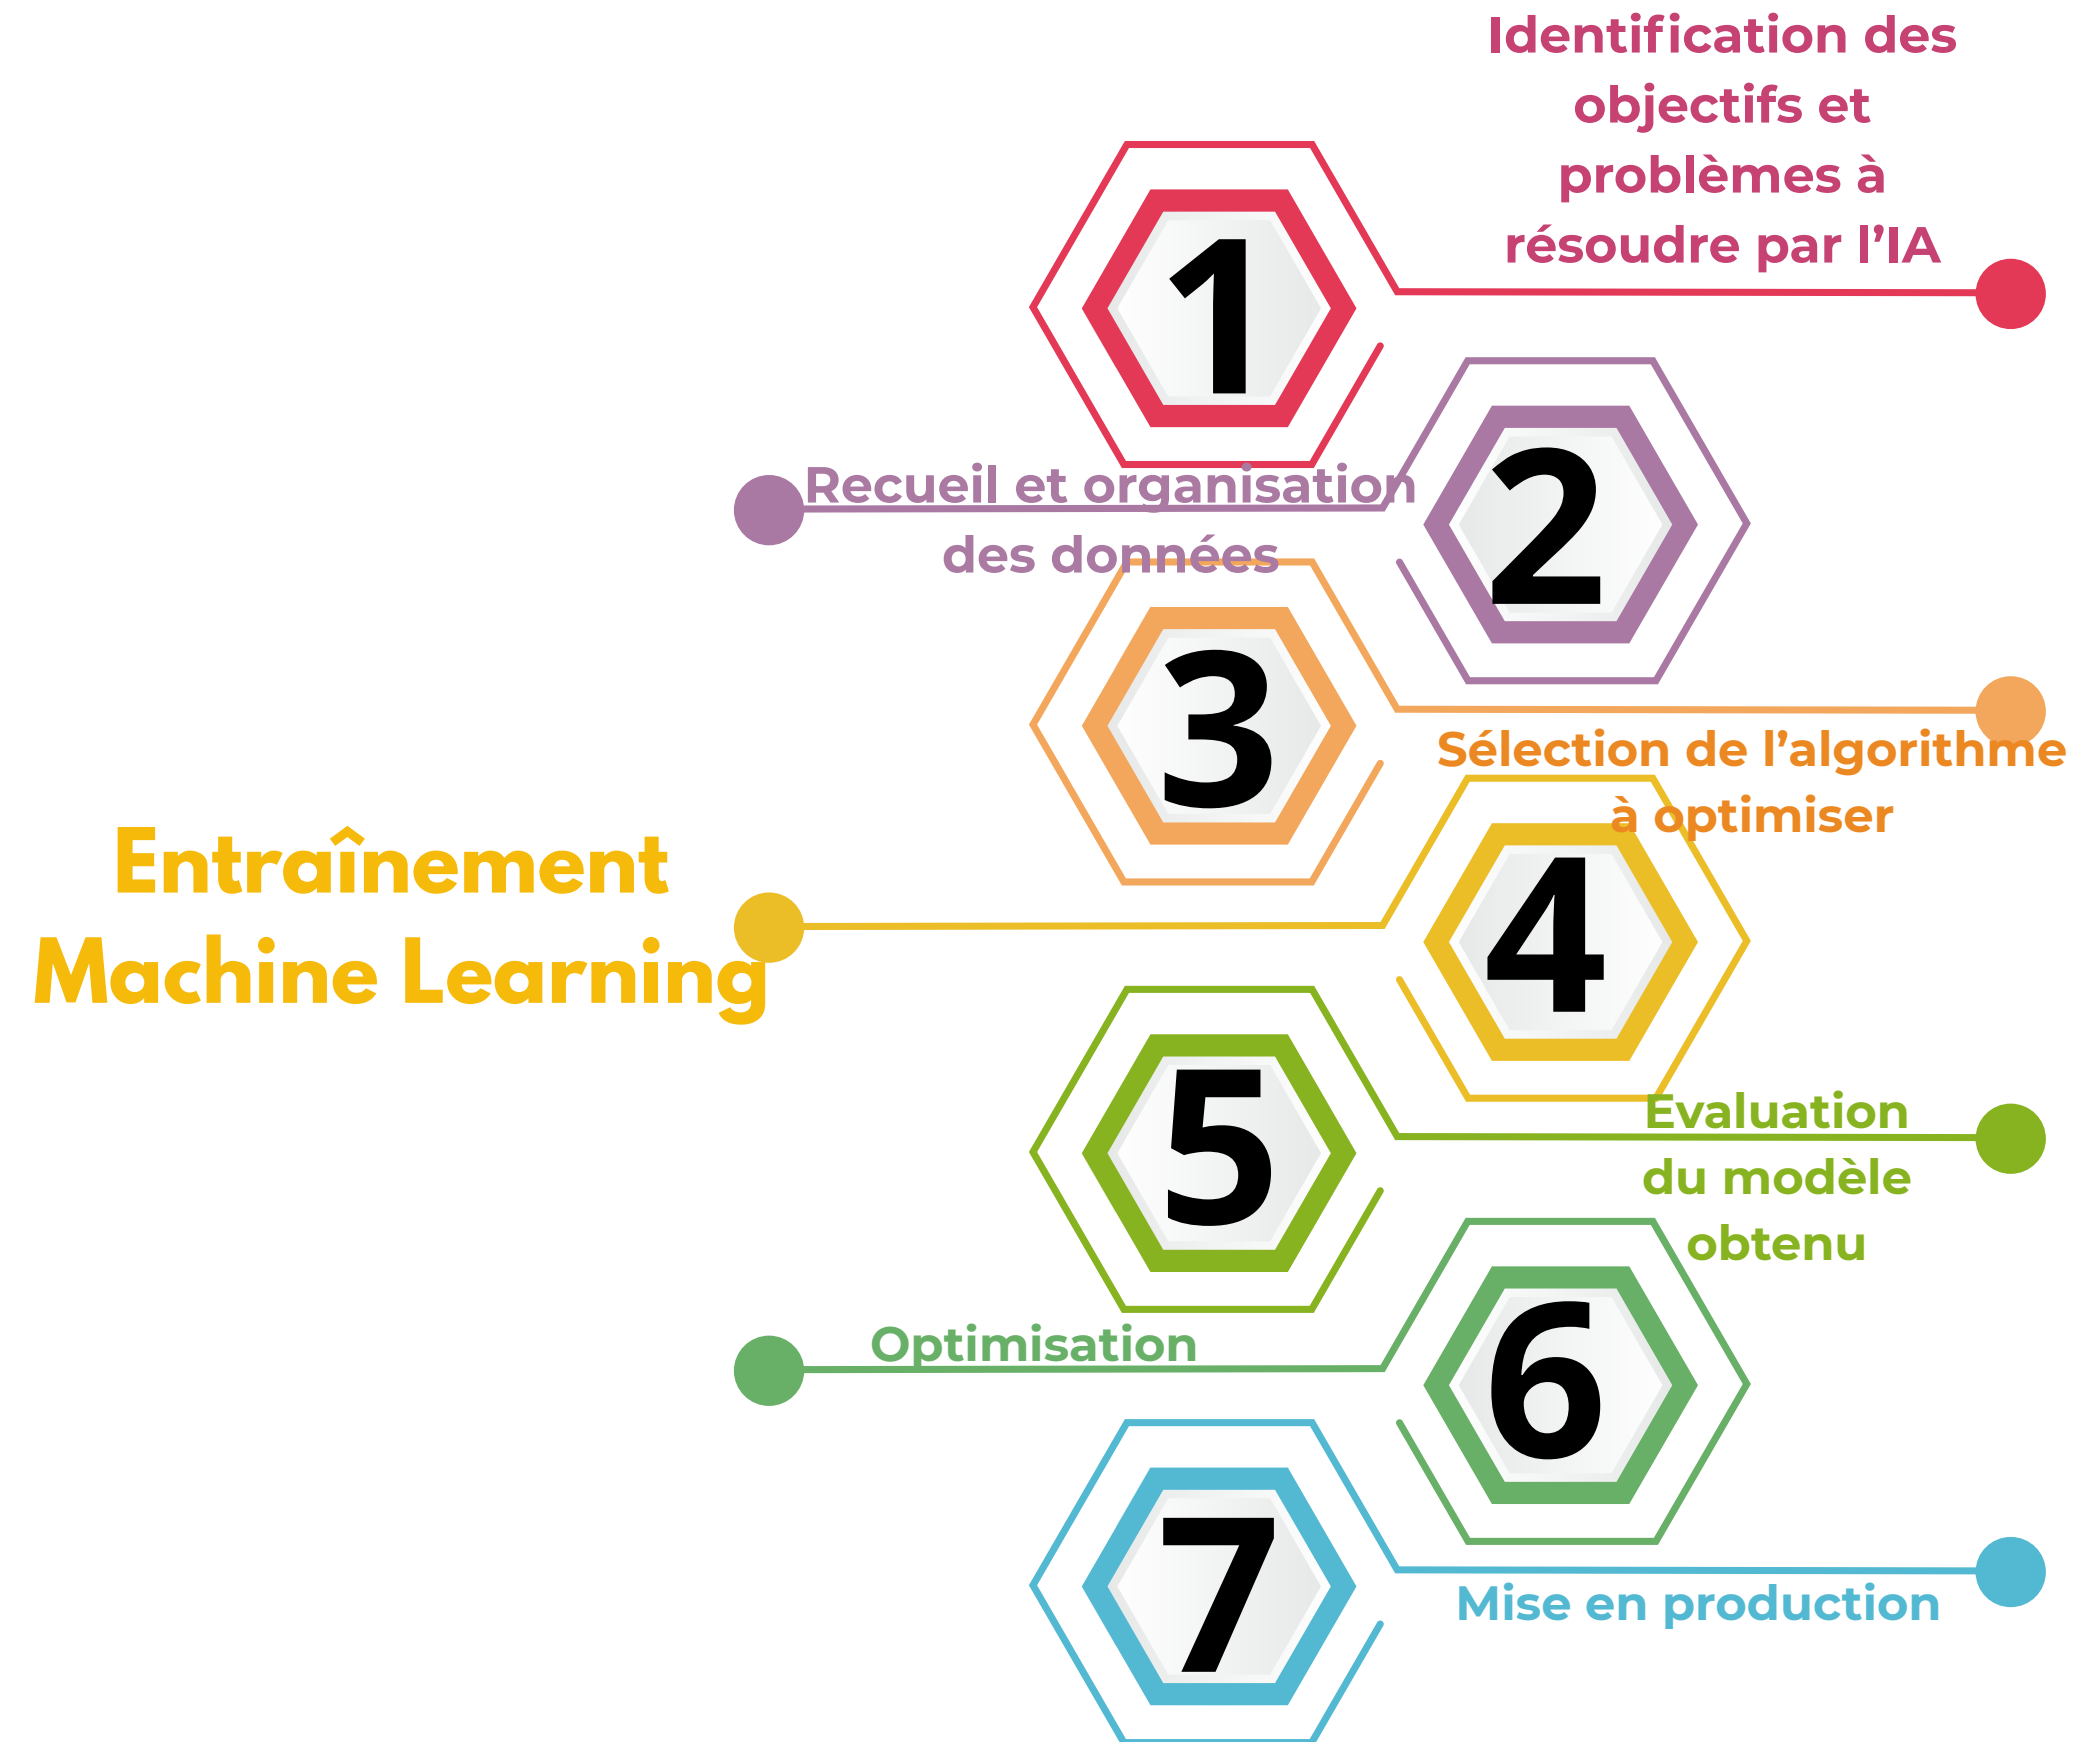 Identification des
objectifs et
problèmes à
résoudre par l'IA
1
Recueil et organisation
des données
2
3
Sélection de l'algorithme
à optimiser
Entraînement
Machine Learning
4
5
Evaluation
du modèle
obtenu
Optimisation
6
7
Mise en production